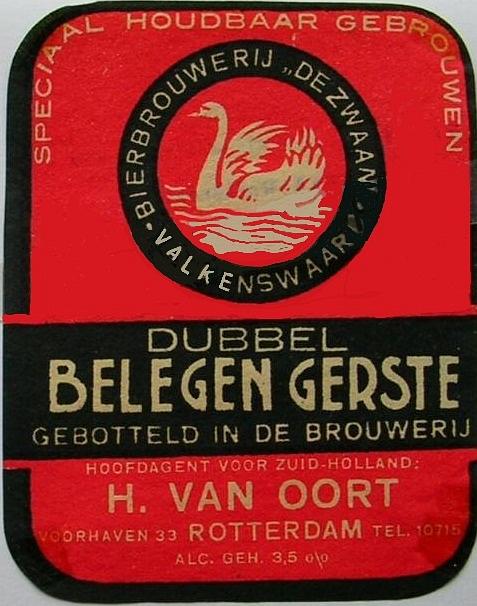 SPECIAAL HOUDBAAR GEBROUWEN
BIERBROUWERIJ „DE ZWAAN"
• VALKENSWAARD •
DUBBEL
BELEGEN GERSTE
GEBOTTELD IN DE BROUWERIJ
HOOFDAGENT VOOR ZUID-HOLLAND:
H. VAN OORT
VOORHAVEN 33 ROTTERDAM TEL. 10715
ALC. GEH. 3,5 o\o